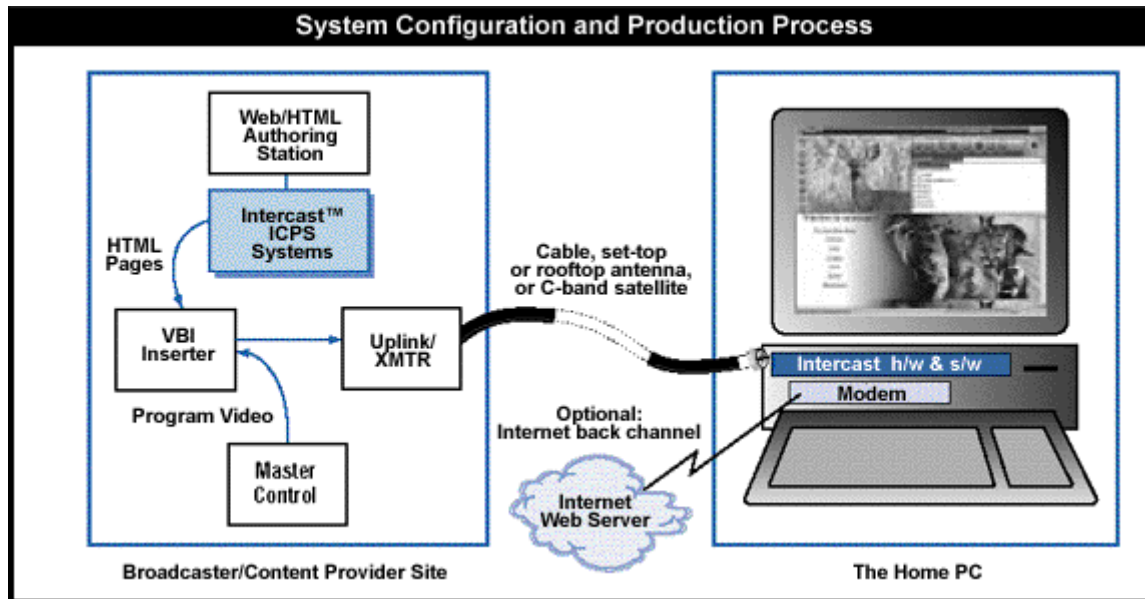 System Configuration and Production Process
Web/HTML
Authoring
Station
Intercast™
ICPS
Systems
HTML
Pages
VBI
Inserter
Uplink/
XMTR
Program Video
Master
Control
Broadcaster/Content Provider Site
Cable, set-top
or rooftop antenna,
or C-band satellite
Optional:
Internet back channel
Internet
Web Server
Intercast h/w & s/w
Modem
The Home PC